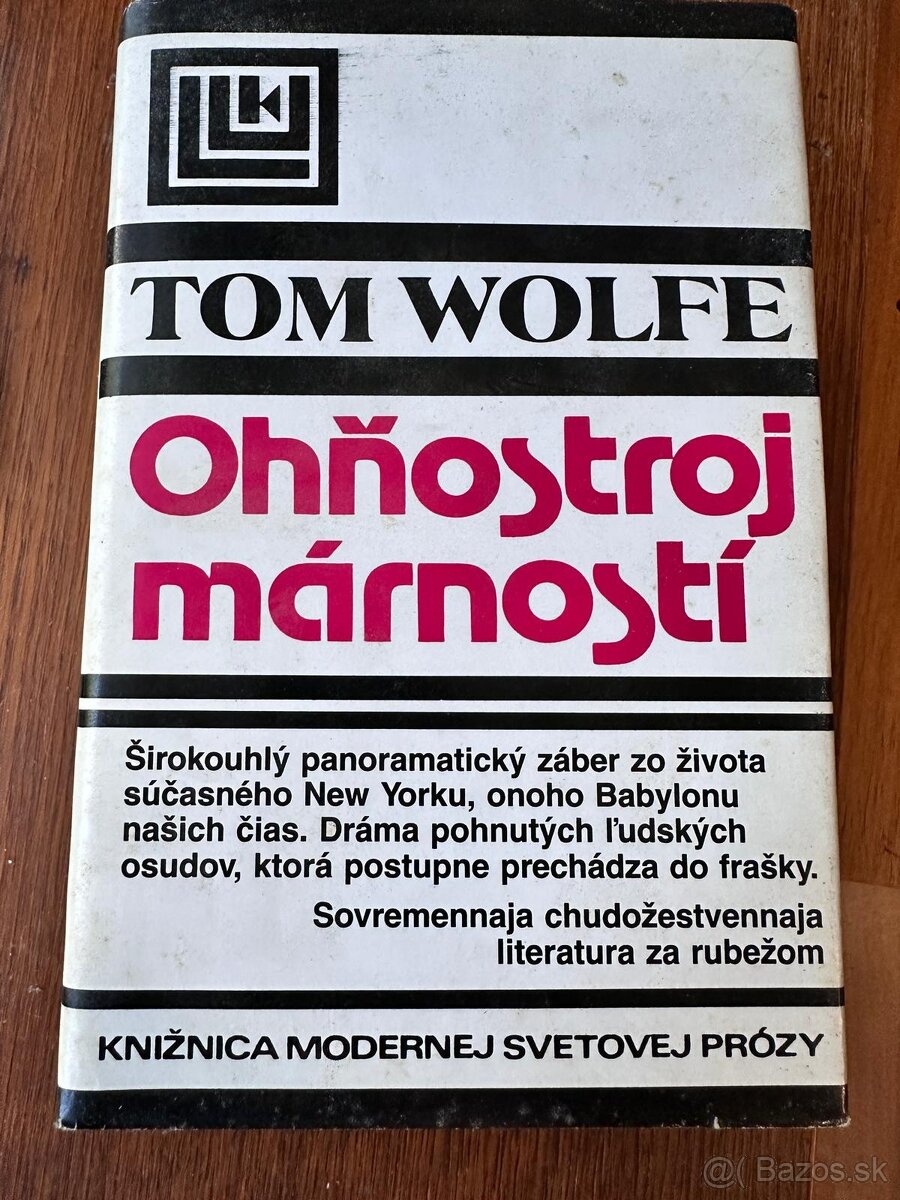 K
TOM WOLFE
Ohňostroj
márností
Širokouhlý panoramatický záber zo života
súčasného New Yorku, onoho Babylonu
našich čias. Dráma pohnutých ľudských
osudov, ktorá postupne prechádza do frašky.
Sovremennaja chudožestvennaja
literatura za rubežom
KNIŽNICA MODERNEJ SVETOVEJ PRÓZY
@( Bazos.sk